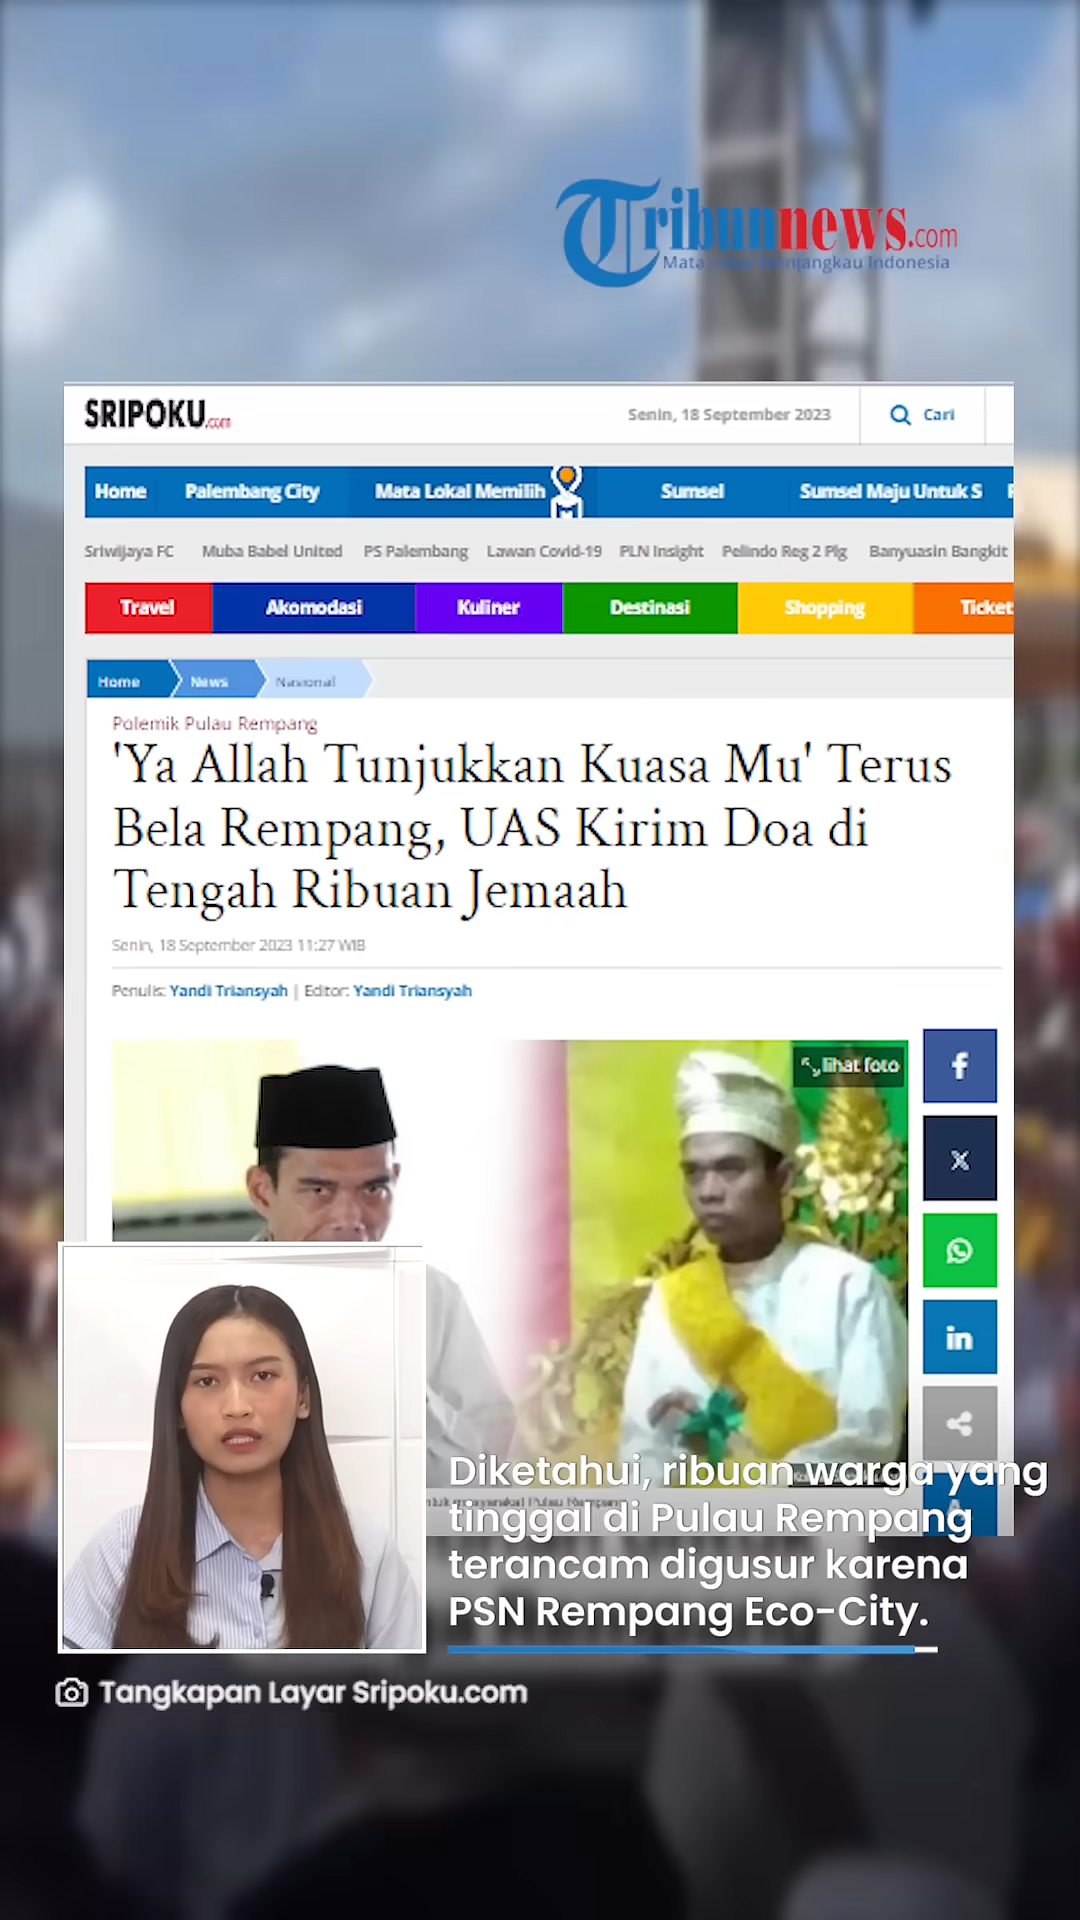 Tribunnews.com
Mata Menjangkau Indonesia
SRIPOKU.com
Senin, 18 September 2023
Cari
Home Palembang City Mata Lokal Memilih Sumsel Sumsel Maju Untuk S
Sriwijaya FC Muba Babel United PS Palembang Lawan Covid-19 PLN Insight Pelindo Reg 2 Plg Banyuasin Bangkit
Travel Akomodasi Kuliner Destinasi Shopping Ticket
Home News Nasional
Polemik Pulau Rempang
'Ya Allah Tunjukkan Kuasa Mu' Terus
Bela Rempang, UAS Kirim Doa di
Tengah Ribuan Jemaah
Senin, 18 September 2023 11:27 WIB
Penulis: Yandi Triansyah | Editor: Yandi Triansyah
lihat foto
Diketahui, ribuan warga yang
tinggal di Pulau Rempang
terancam digusur karena
PSN Rempang Eco-City.
Tangkapan Layar Sripoku.com